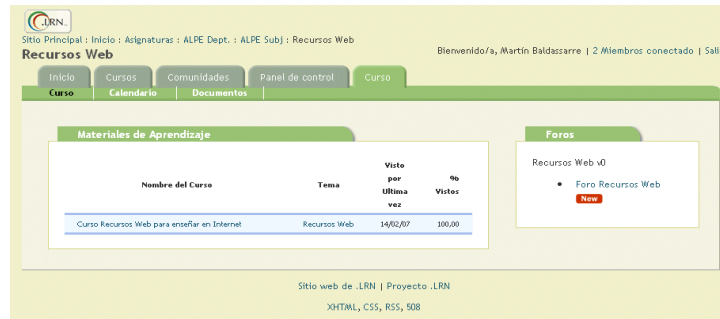 .LRN
Sitio Principal : Inicio : Asignaturas : ALPE Dept. : ALPE Subj : Recursos Web
Recursos Web
Bienvenido/a, Martín Baldassarre | 2 Miembros conectado | Sali
Inicio Cursos Comunidades Panel de control Curso
Curso Calendario Documentos
Materiales de Aprendizaje
Nombre del Curso Tema Visto por Ultima vez % Vistos
Curso Recursos Web para enseñar en Internet Recursos Web 14/02/07 100,00
Foros
Recursos Web v0
Foro Recursos Web
New
Sitio web de .LRN | Proyecto .LRN
XHTML, CSS, RSS, 508